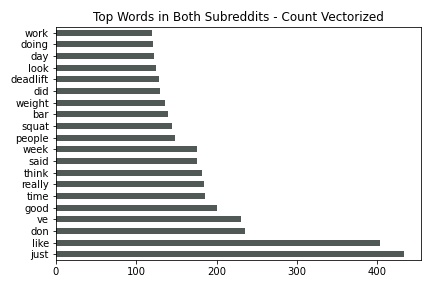 Top Words in Both Subreddits - Count Vectorized
work
doing
day
look
deadlift
did
weight
bar
squat
people
week
said
think
really
time
good
ve
don
like
just
0 100 200 300 400